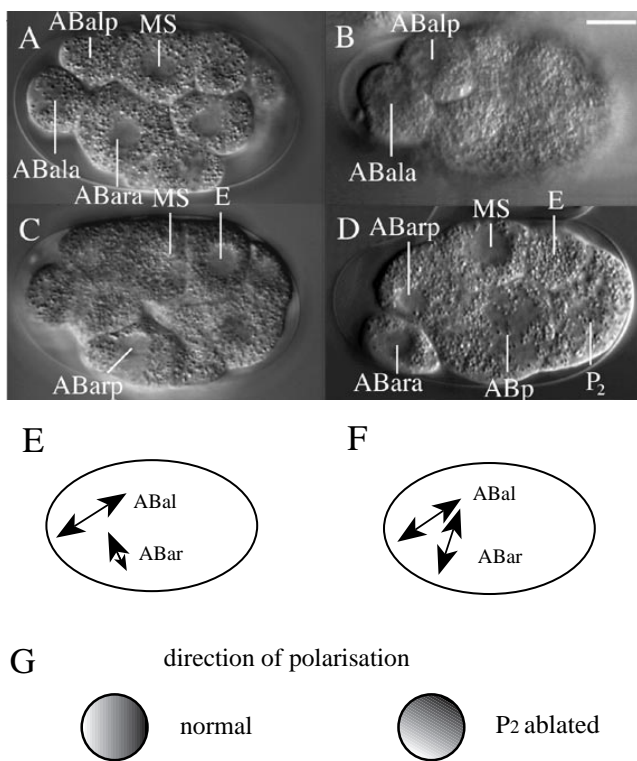 A ABalp MS
ABala
ABara
B ABalp
ABala
C MS E
ABarp
D ABarp MS E
ABara
ABp
P2
E
ABal
ABar
F
ABal
ABar
G direction of polarisation
normal
P2 ablated